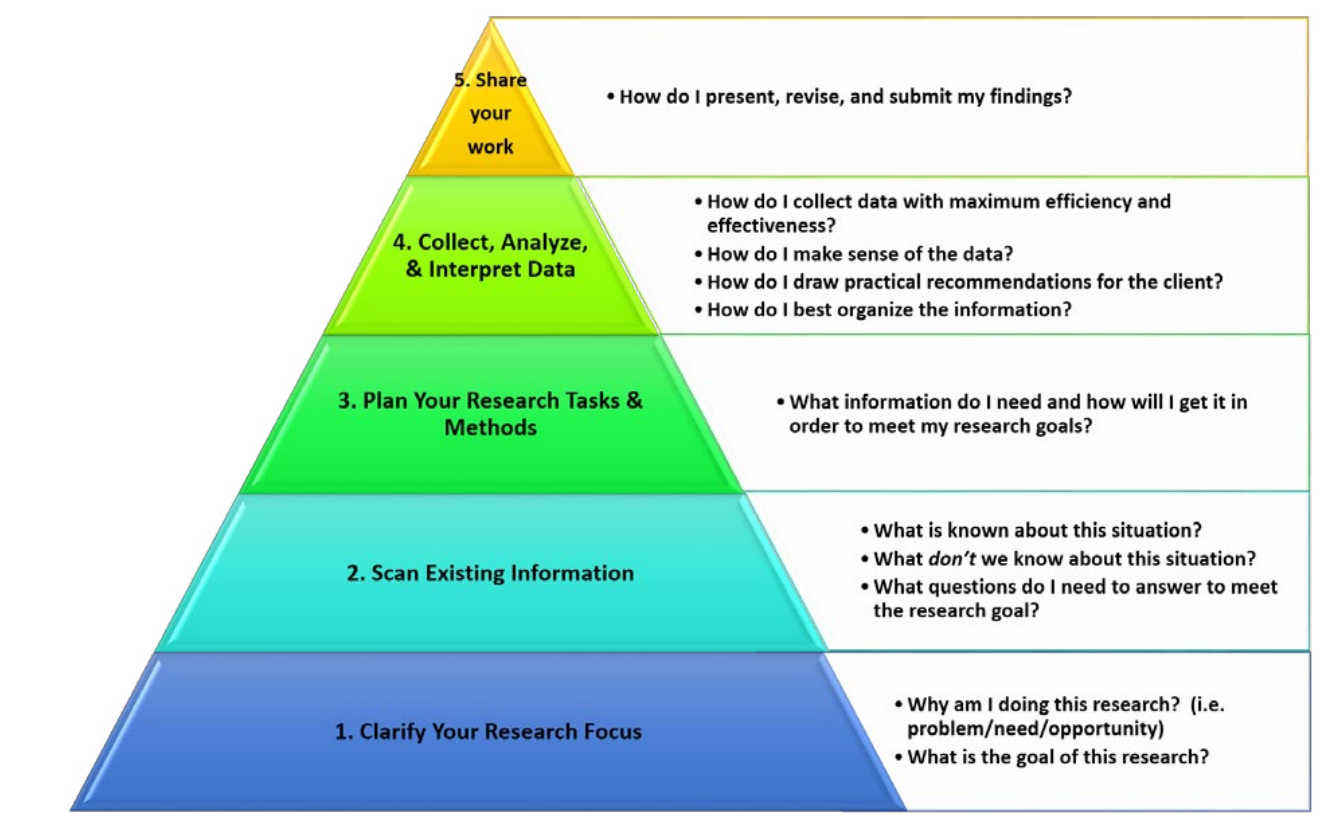 5. Share
your
work
• How do I present, revise, and submit my findings?
4. Collect, Analyze,
& Interpret Data
• How do I collect data with maximum efficiency and
effectiveness?
• How do I make sense of the data?
• How do I draw practical recommendations for the client?
• How do I best organize the information?
3. Plan Your Research Tasks &
Methods
• What information do I need and how will I get it in
order to meet my research goals?
2. Scan Existing Information
• What is known about this situation?
• What don't we know about this situation?
• What questions do I need to answer to meet
the research goal?
1. Clarify Your Research Focus
• Why am I doing this research?  (i.e.
problem/need/opportunity)
• What is the goal of this research?